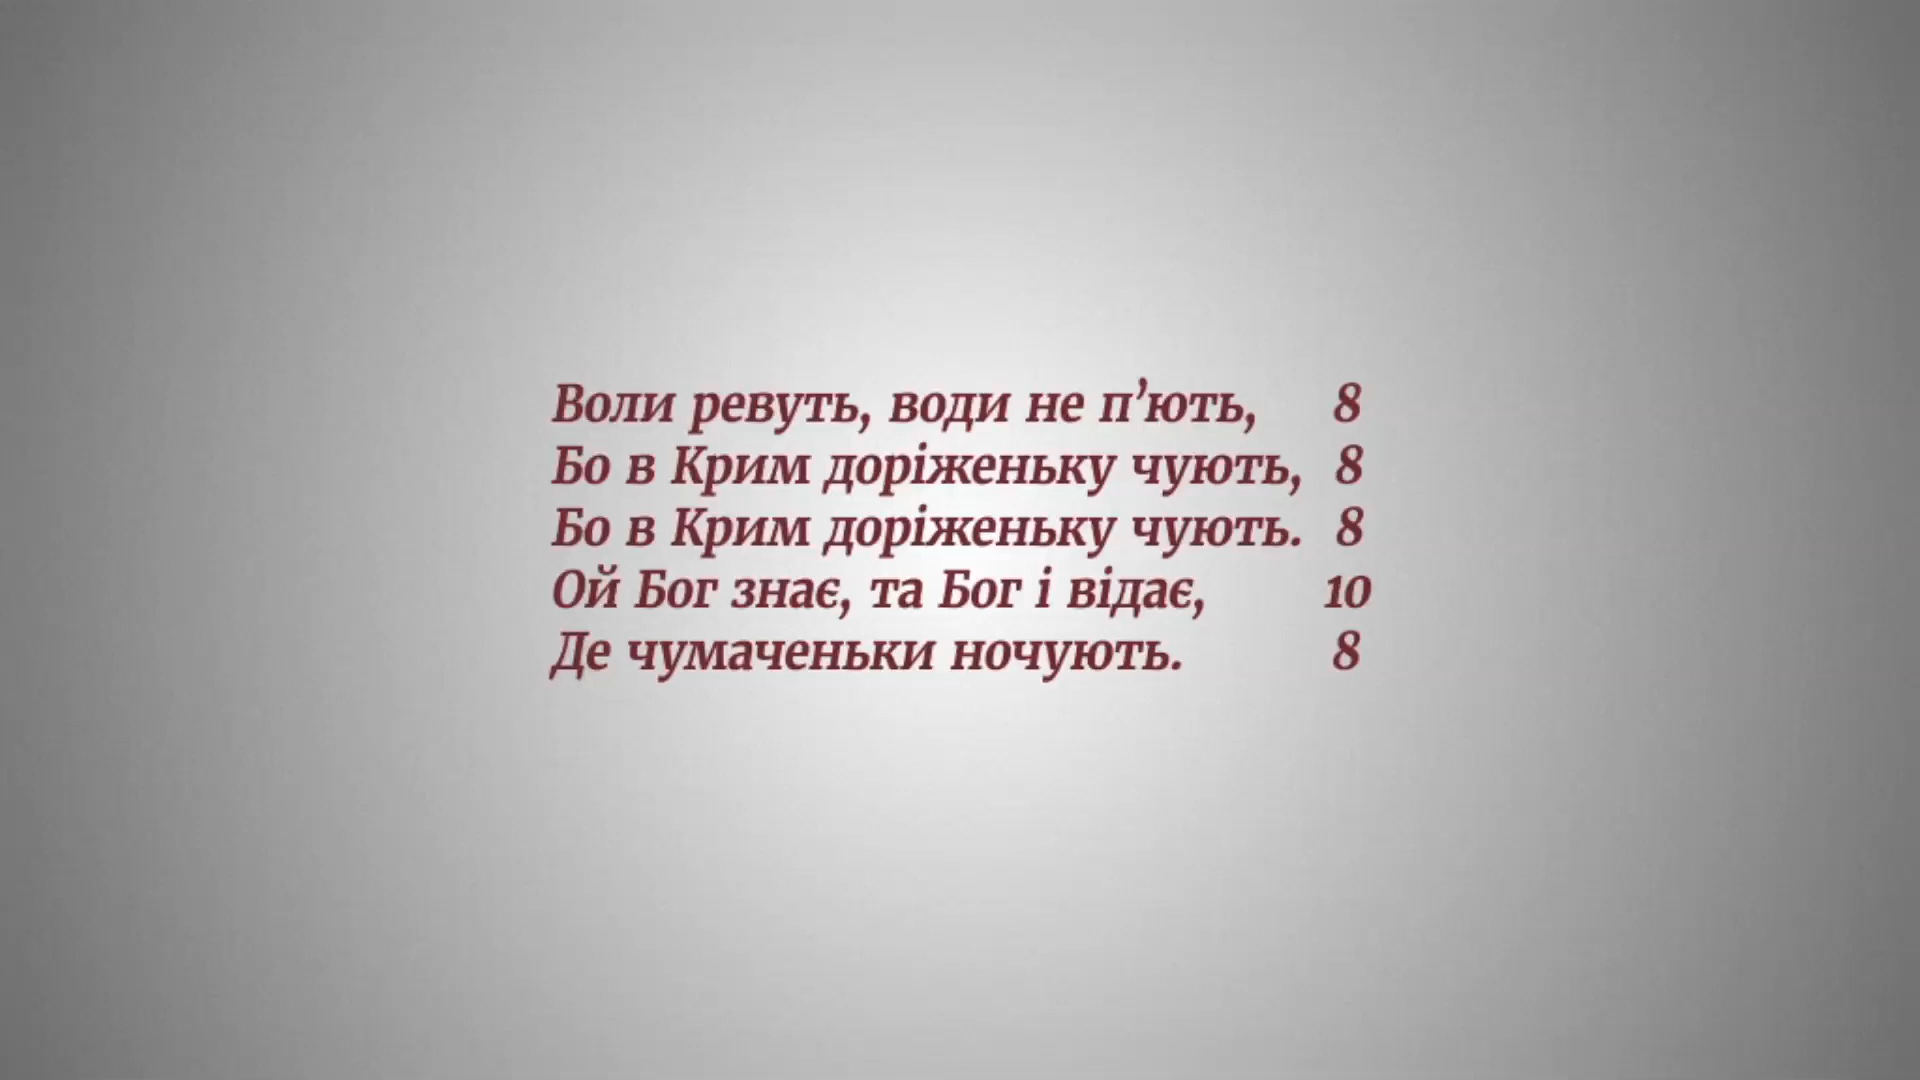 Воли ревуть, води не п’ють, 8
Бо в Крим доріженьку чують, 8
Бо в Крим доріженьку чують. 8
Ой Бог знає, та Бог і відає, 10
Де чумаченьки ночують. 8